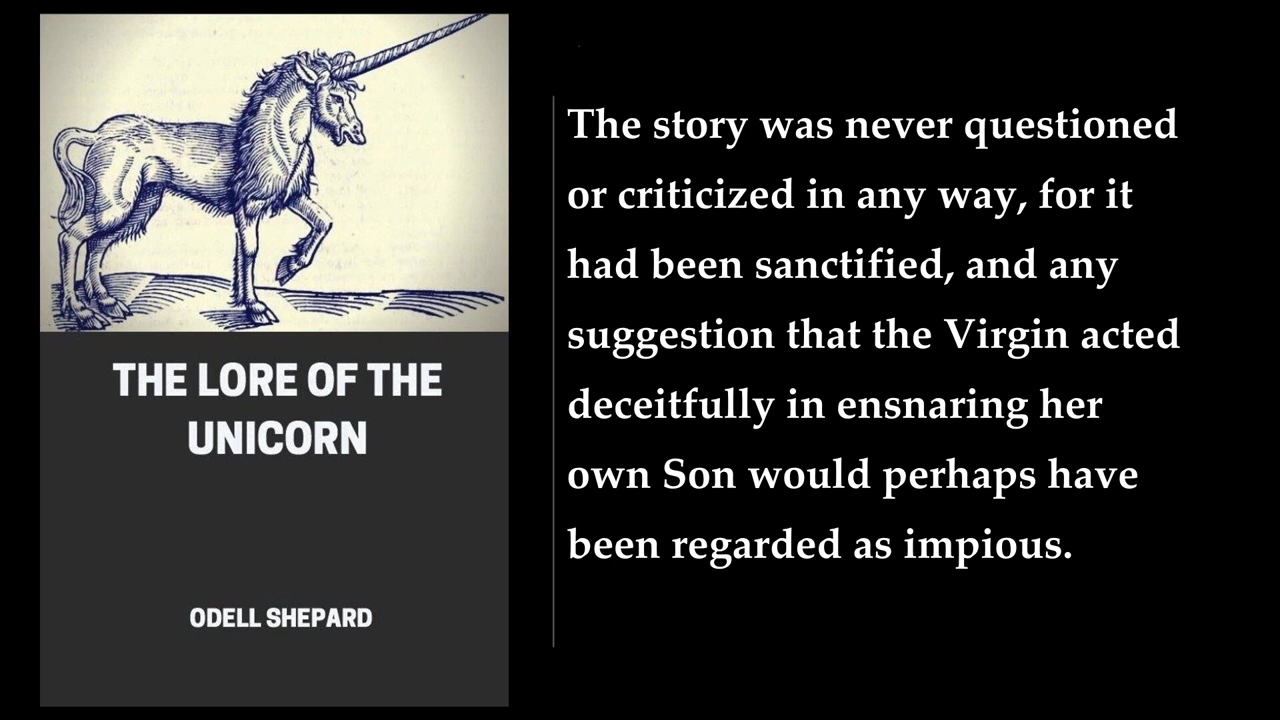 THE LORE OF THE
UNICORN
ODELL SHEPARD
The story was never questioned
or criticized in any way, for it
had been sanctified, and any
suggestion that the Virgin acted
deceitfully in ensnaring her
own Son would perhaps have
been regarded as impious.